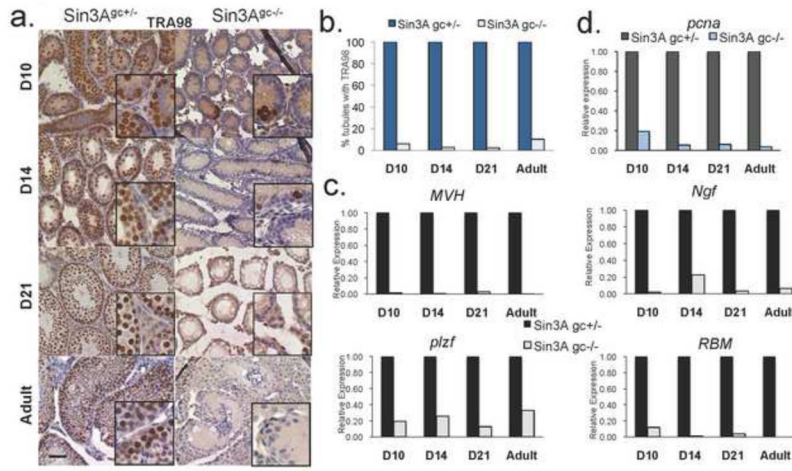 a.
Sin3Agc+/- TRA98 Sin3Agc-/-
D10
D14
D21
Adult
b.
Sin3A gc+/- Sin3A gc-/-
% tubules with TRA98
100
80
60
40
20
0
D10 D14 D21 Adult
c.
MVH
Relative Expression
1.00
0.80
0.60
0.40
0.20
0.00
D10 D14 D21 Adult
Sin3A gc+/-
Sin3A gc-/-
plzf
Relative Expression
1.00
0.80
0.60
0.40
0.20
0.00
D10 D14 D21 Adult
d.
pcna
Sin3A gc+/- Sin3A gc-/-
Relative expression
1.00
0.80
0.60
0.40
0.20
0.00
D10 D14 D21 Adult
Ngf
Relative Expression
1.00
0.80
0.60
0.40
0.20
0.00
D10 D14 D21 Adult
RBM
Relative Expression
1.00
0.80
0.60
0.40
0.20
0.00
D10 D14 D21 Adult